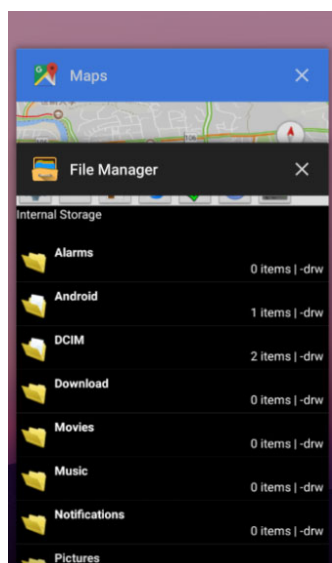 Maps
106
File Manager
Internal Storage
Alarms
0 items | -drw
Android
1 items | -drw
DCIM
2 items | -drw
Download
0 items | -drw
Movies
0 items | -drw
Music
0 items | -drw
Notifications
0 items | -drw
Pictures